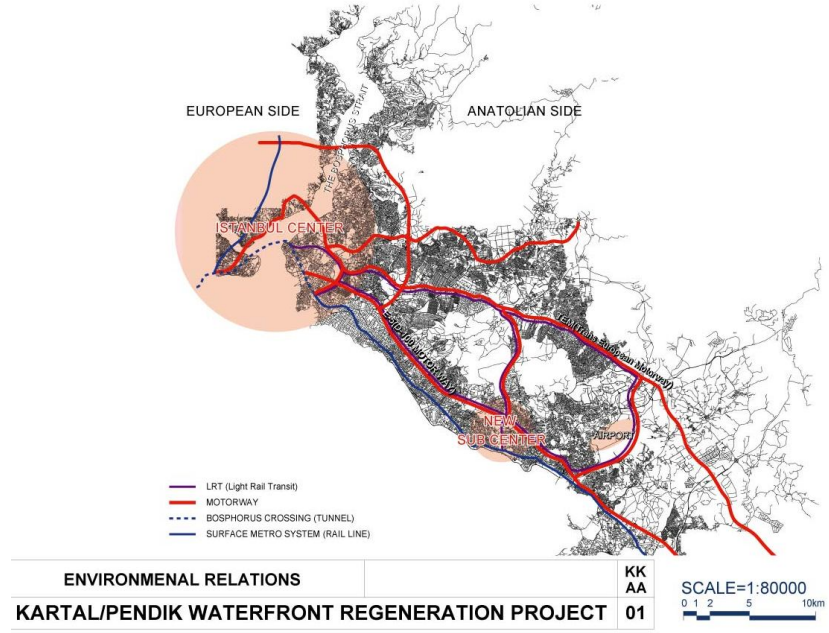 EUROPEAN SIDE
ANATOLIAN SIDE
THE BOSPHORUS STRAIT
ISTANBUL CENTER
E-5(D-100 MOTORWAY)
TEM(Trans European Motorway)
NEW
SUB CENTER
AIRPORT
LRT (Light Rail Transit)
MOTORWAY
BOSPHORUS CROSSING (TUNNEL)
SURFACE METRO SYSTEM (RAIL LINE)
ENVIRONMENAL RELATIONS
KK
AA
KARTAL/PENDIK WATERFRONT REGENERATION PROJECT
01
SCALE=1:80000
0 1 2 5 10km